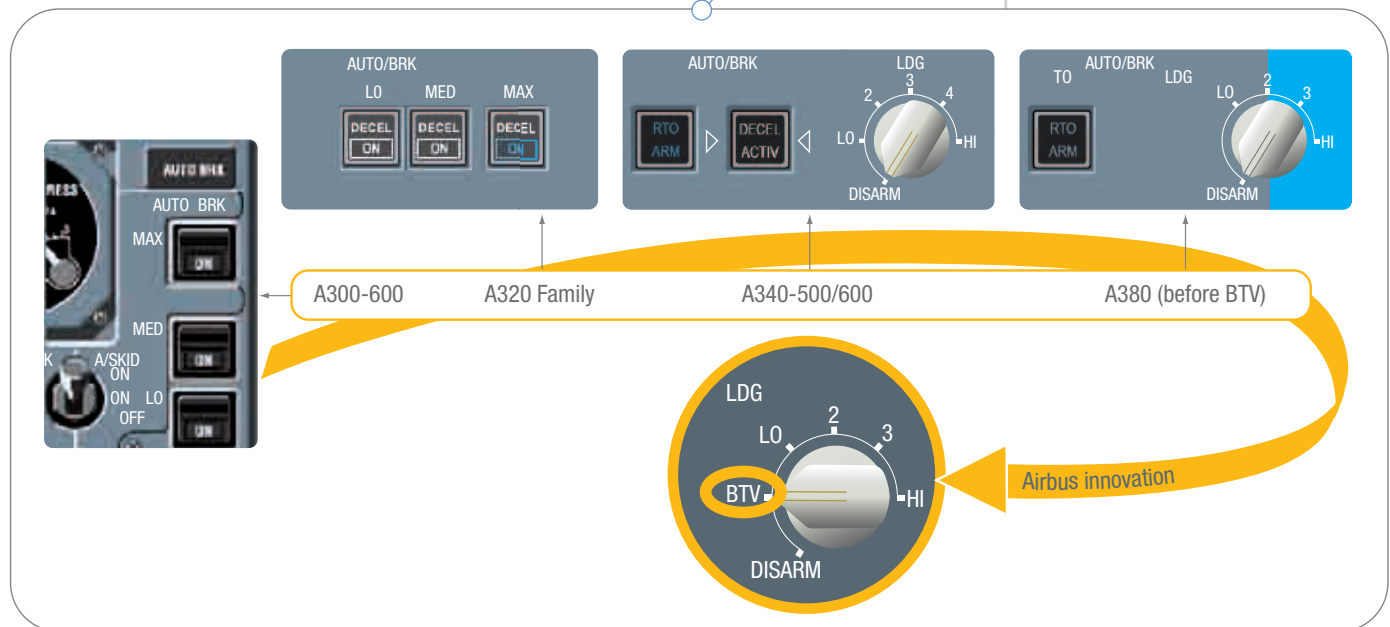 AUTO/BRK
LO MED MAX
DECEL DECEL DECEL
ON ON ON
AUTO/BRK
RTO
ARM
DECEL
ACTIV
LDG
LO 2 3 4 HI
DISARM
AUTO/BRK
TO LDG
RTO
ARM
LO 2 3 HI
DISARM
AUTO BRK
AUTO BRK
MAX
ON
MED
ON
A/SKID
ON
ON LO
OFF
ON
A300-600 A320 Family A340-500/600 A380 (before BTV)
LDG
LO 2 3
BTV HI
DISARM
Airbus innovation